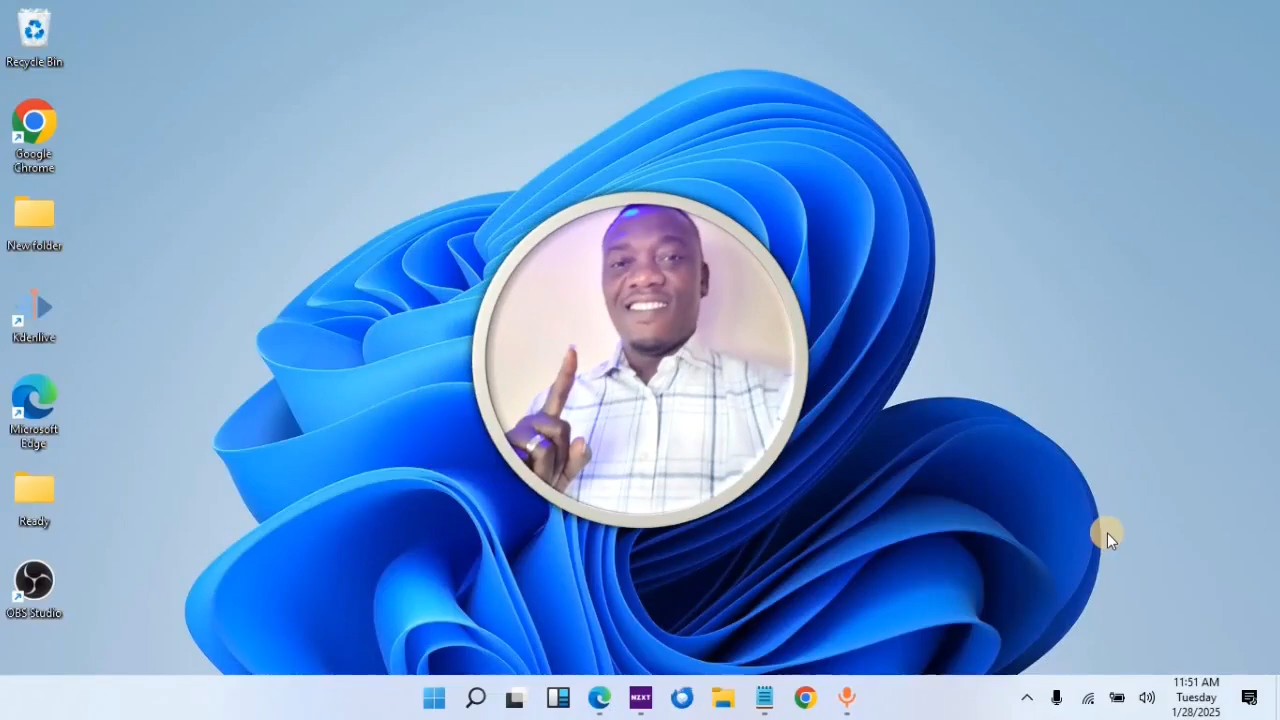 Recycle Bin
Google
Chrome
New folder
Kdenlive
Microsoft
Edge
Ready
OBS Studio
NZXT
11:51 AM
Tuesday
1/28/2025